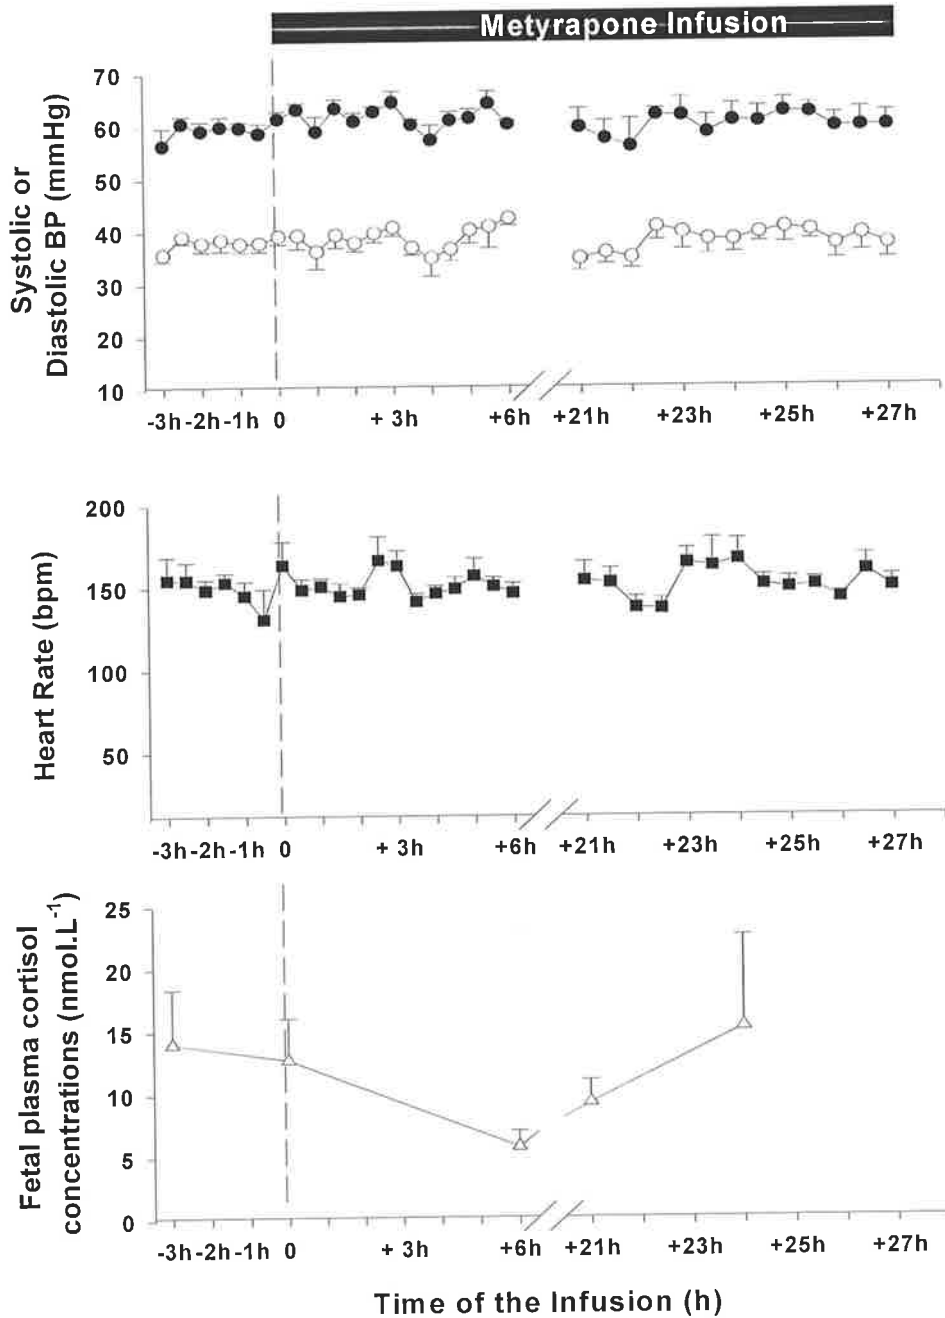 Metyrapone Infusion
Systolic or
Diastolic BP (mmHg)
70
60
50
40
30
20
10
-3h -2h -1h 0 + 3h +6h +21h +23h +25h +27h
Heart Rate (bpm)
200
150
100
50
-3h -2h -1h 0 + 3h +6h +21h +23h +25h +27h
Fetal plasma cortisol
concentrations (nmol.L-1)
25
20
15
10
5
0
-3h -2h -1h 0 + 3h +6h +21h +23h +25h +27h
Time of the Infusion (h)